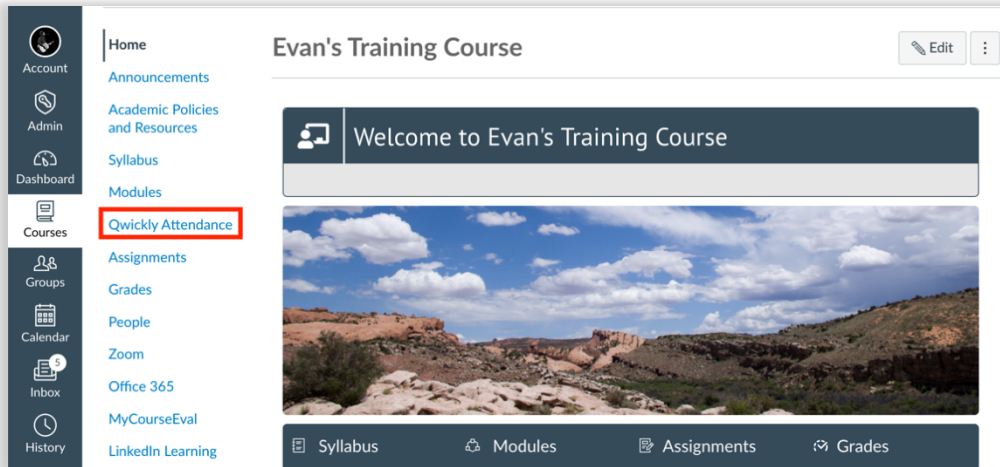 Account
Admin
Dashboard
Courses
Groups
Calendar
5
Inbox
History
Home
Announcements
Academic Policies
and Resources
Syllabus
Modules
Qwickly Attendance
Assignments
Grades
People
Zoom
Office 365
MyCourseEval
LinkedIn Learning
Evan's Training Course
Edit
Welcome to Evan's Training Course
Syllabus
Modules
Assignments
Grades